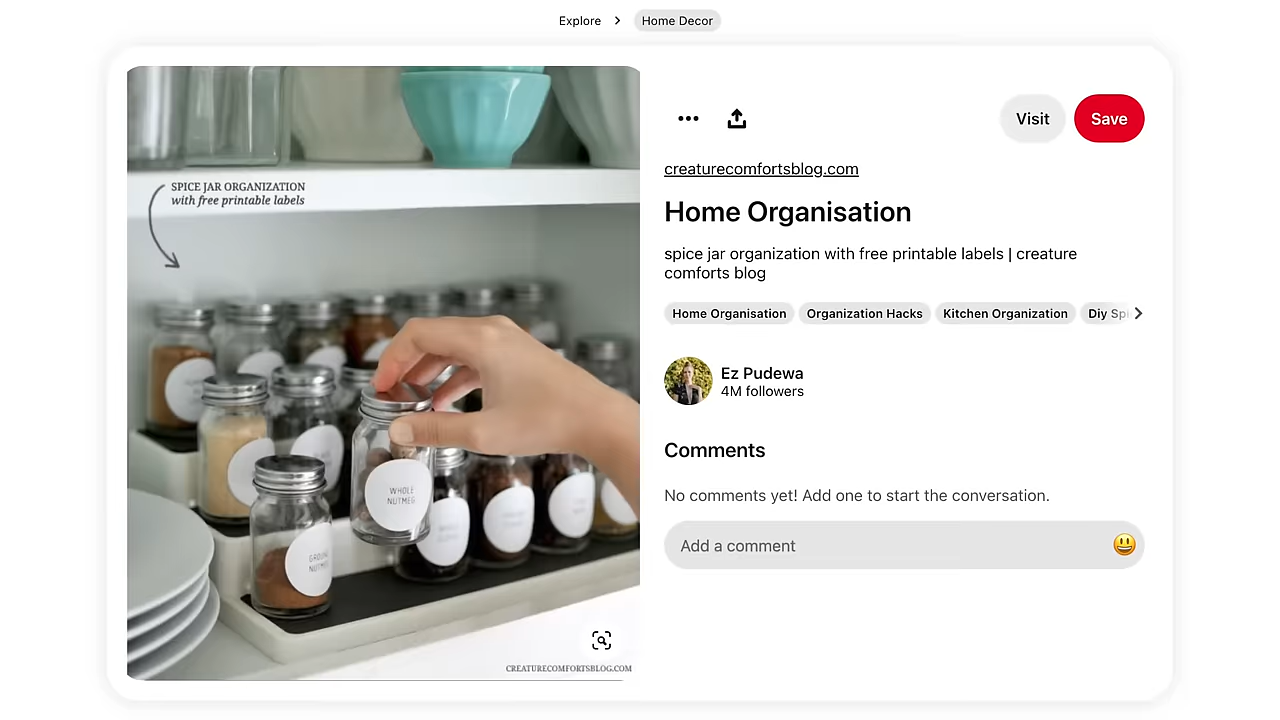 Explore
Home Decor
SPICE JAR ORGANIZATION
with free printable labels
WHOLE
NUTMEG
GROUND
NUTMEG
CREATURECOMFORTSBLOG.COM
Visit
Save
creaturecomfortsblog.com
Home Organisation
spice jar organization with free printable labels | creature
comforts blog
Home Organisation
Organization Hacks
Kitchen Organization
Diy
Ez Pudewa
4M followers
Comments
No comments yet! Add one to start the conversation.
Add a comment